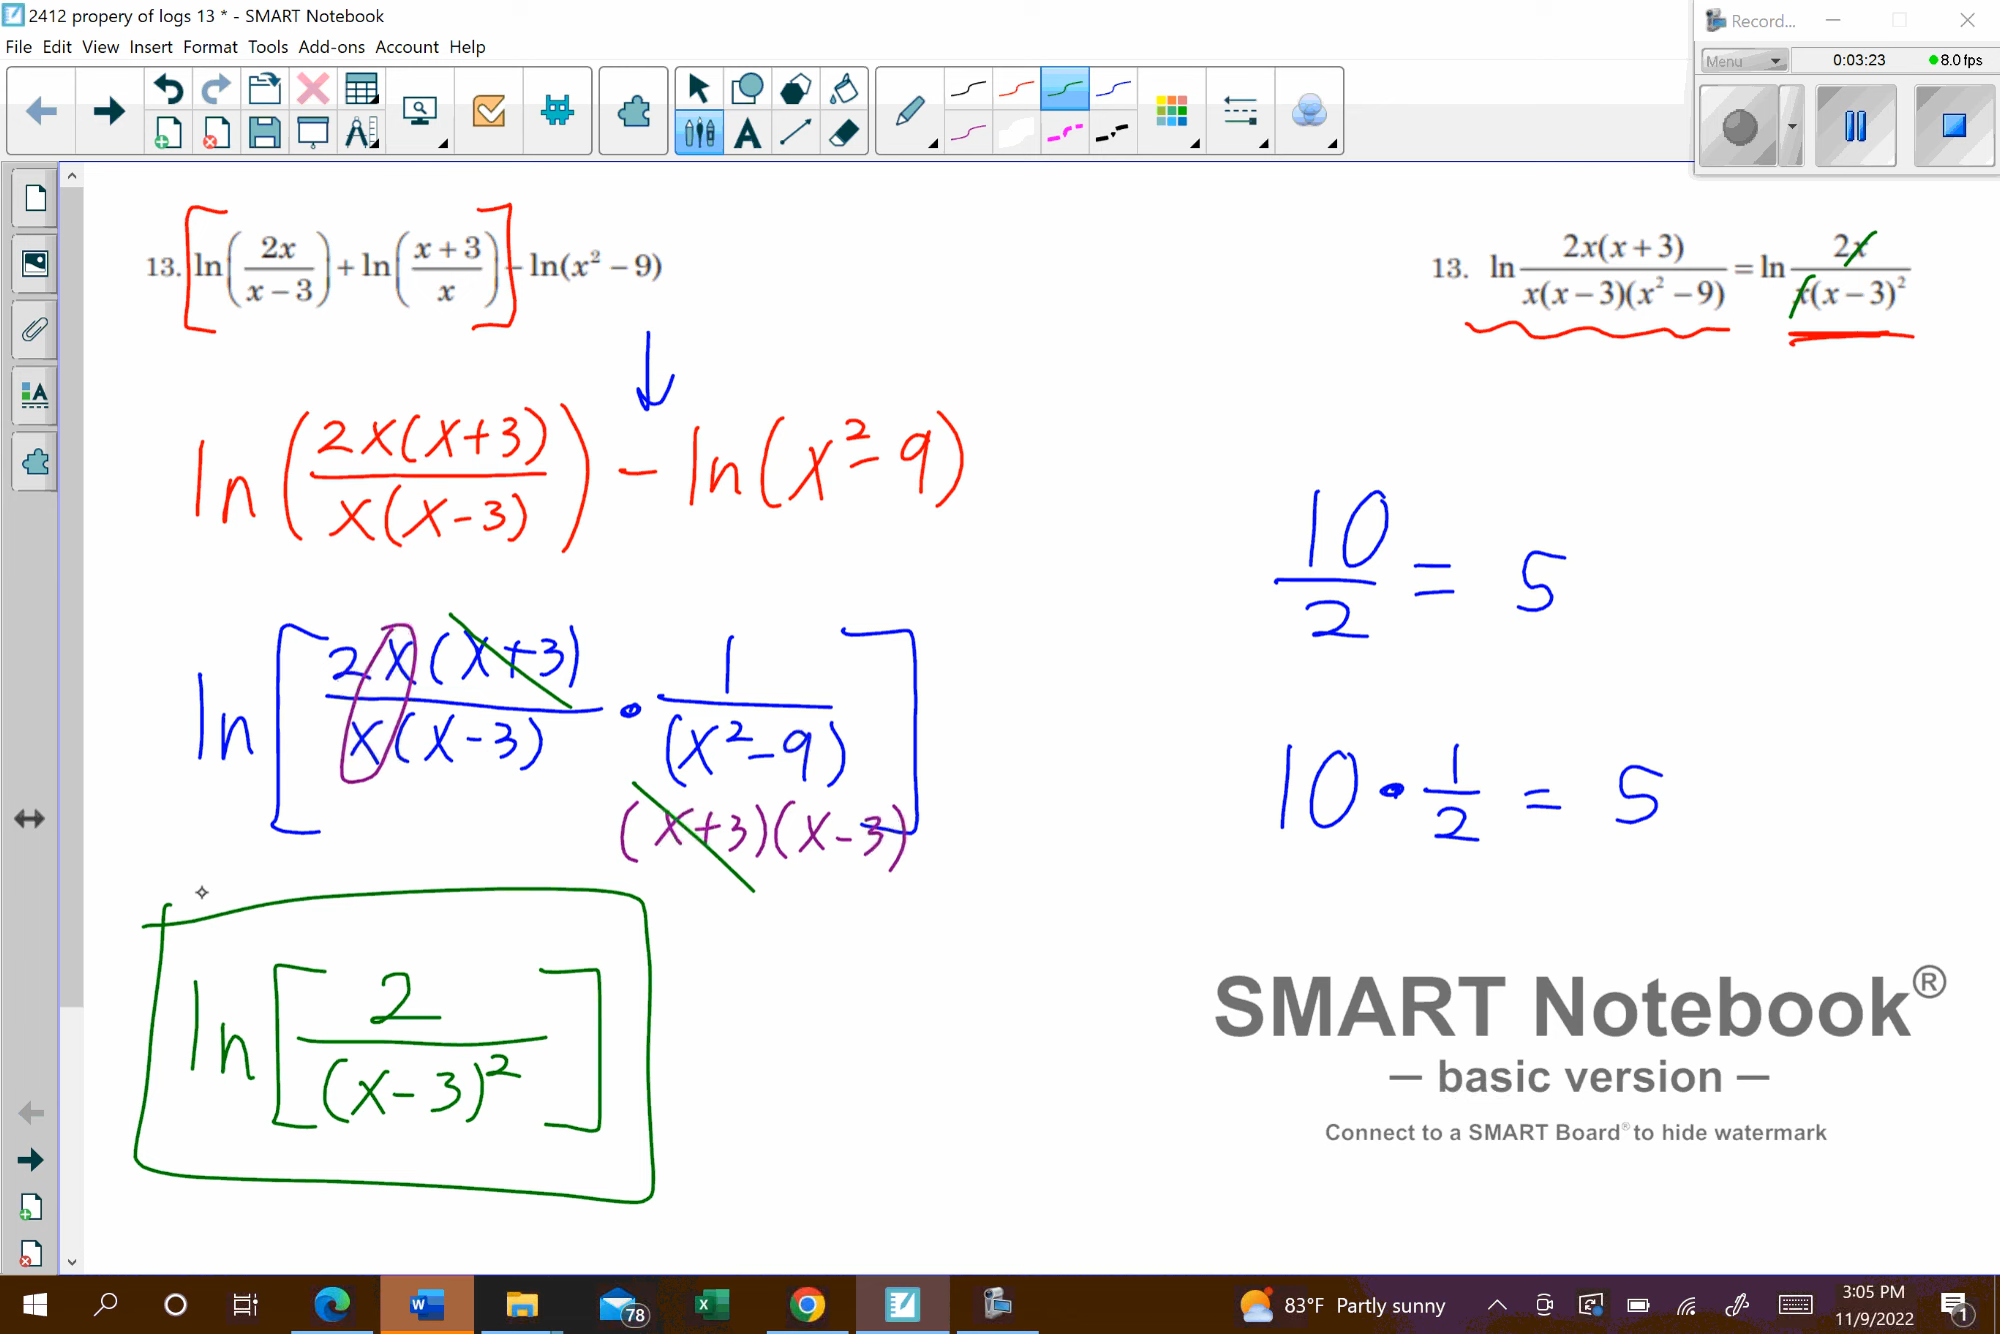 2412 propery of logs 13 * - SMART Notebook
File Edit View Insert Format Tools Add-ons Account Help
Record...
Menu 0:03:23 8.0 fps
13. [ln(2x/(x − 3)) + ln((x + 3)/x)] − ln(x² − 9)
13. ln 2x(x + 3)/x(x − 3)(x² − 9) = ln 2x/x(x − 3)²
ln(2x(x+3)/x(x-3)) - ln(x²-9)
10/2 = 5
ln[2x(x+3)/x(x-3) • 1/(x²-9)]
(x+3)(x-3)
10 • 1/2 = 5
ln[2/(x-3)²]
SMART Notebook®
— basic version —
Connect to a SMART Board® to hide watermark
78
83°F Partly sunny
3:05 PM
11/9/2022
1